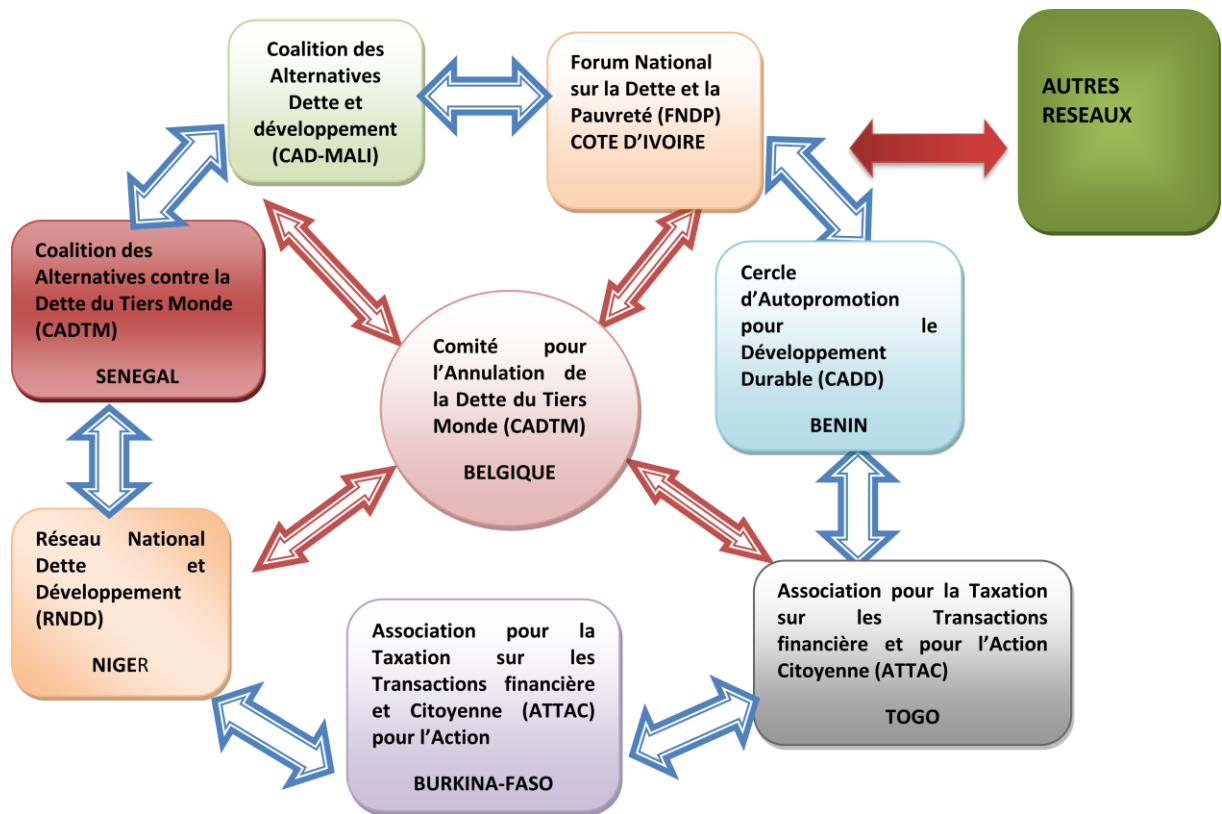 Coalition des
Alternatives
Dette et
développement
(CAD-MALI)
Forum National
sur la Dette et la
Pauvreté (FNDP)
COTE D'IVOIRE
AUTRES
RESEAUX
Coalition des
Alternatives contre la
Dette du Tiers Monde
(CADTM)
SENEGAL
Cercle
d'Autopromotion
pour le
Développement
Durable (CADD)
BENIN
Comité pour
l'Annulation de
la Dette du Tiers
Monde (CADTM)
BELGIQUE
Réseau National
Dette et
Développement
(RNDD)
NIGER
Association pour la
Taxation sur les
Transactions financière
et Citoyenne (ATTAC)
pour l'Action
BURKINA-FASO
Association pour la Taxation
sur les Transactions
financière et pour l'Action
Citoyenne (ATTAC)
TOGO